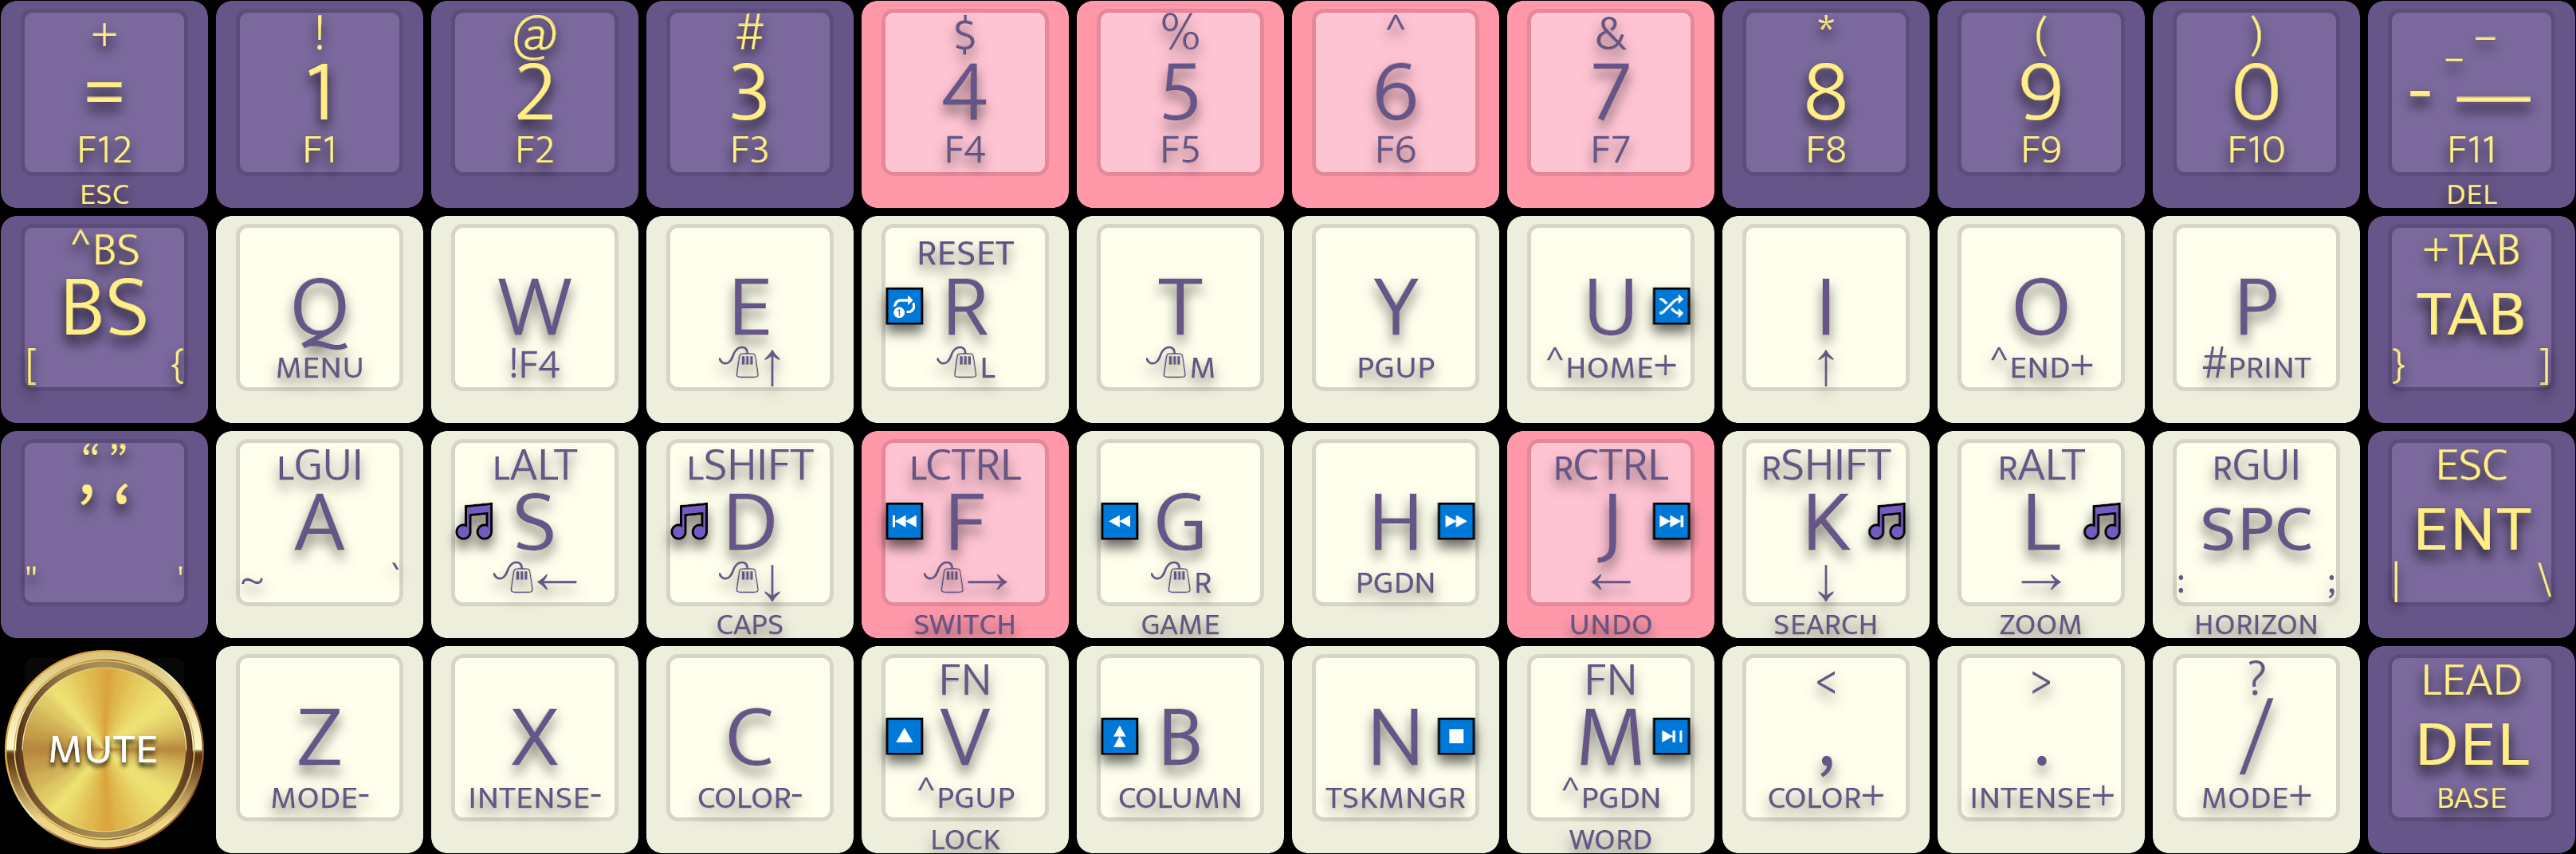 + ! @ # $ % ^ & * ( ) –
= 1 2 3 4 5 6 7 8 9 0 - _ —
F12 F1 F2 F3 F4 F5 F6 F7 F8 F9 F10 F11
ESC DEL
^BS RESET +TAB
BS Q W E R T Y U I O P TAB
[ { MENU !F4 🖰↑ 🖰L 🖰M PGUP ^HOME+ ↑ ^END+ #PRINT } ]
“ ” LGUI LALT LSHIFT LCTRL RCTRL RSHIFT RALT RGUI ESC
’ ‘ A S D F G H J K L SPC ENT
" ' ~ ` 🖰← 🖰↓ 🖰→ 🖰R PGDN ← ↓ → : ; | \
CAPS SWITCH GAME UNDO SEARCH ZOOM HORIZON
FN FN < > ? LEAD
MUTE Z X C V B N M , . / DEL
MODE- INTENSE- COLOR- ^PGUP COLUMN TSKMNGR ^PGDN COLOR+ INTENSE+ MODE+ BASE
LOCK WORD